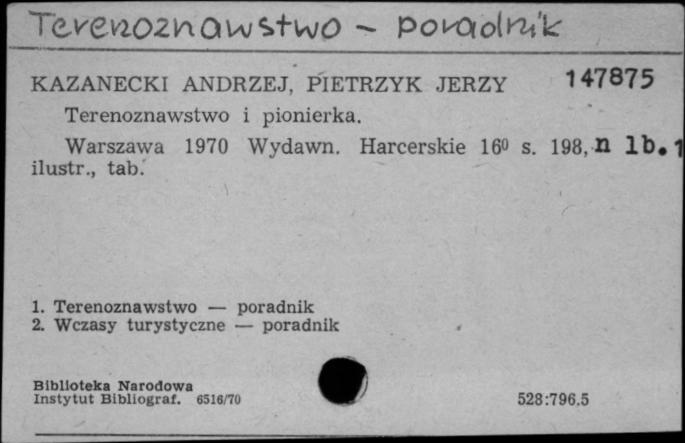 Terenoznawstwo – poradnik
KAZANECKI ANDRZEJ, PIETRZYK JERZY 147875
Terenoznawstwo i pionierka.
Warszawa 1970 Wydawn. Harcerskie 16⁰ s. 198, n lb. 1
ilustr., tab.
1. Terenoznawstwo — poradnik
2. Wczasy turystyczne — poradnik
Biblioteka Narodowa
Instytut Bibliograf. 6516/70 528:796.5